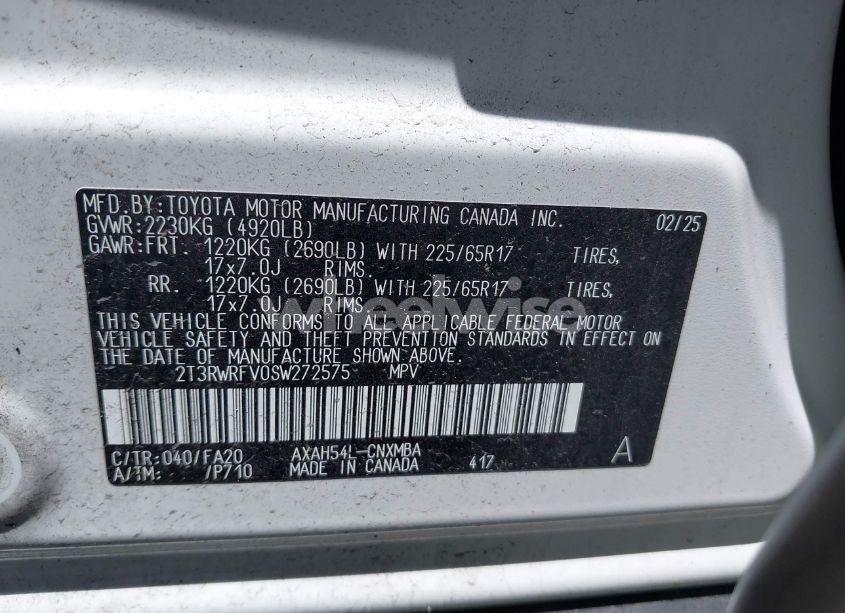 MFD.BY:TOYOTA MOTOR MANUFACTURING CANADA INC. 02/25
GVWR:2230KG (4920LB)
GAWR:FRT. 1220KG (2690LB) WITH 225/65R17 TIRES,
17x7.0J RIMS.
RR. 1220KG (2690LB) WITH 225/65R17 TIRES,
17x7.0J RIMS.
wheelwise
THIS VEHICLE CONFORMS TO ALL APPLICABLE FEDERAL MOTOR
VEHICLE SAFETY AND THEFT PREVENTION STANDARDS IN EFFECT ON
THE DATE OF MANUFACTURE SHOWN ABOVE.
2T3RWRFV0SW272575 MPV
C/TR:040/FA20 AXAH54L-CNXMBA A
A/TM: /P710 MADE IN CANADA 417